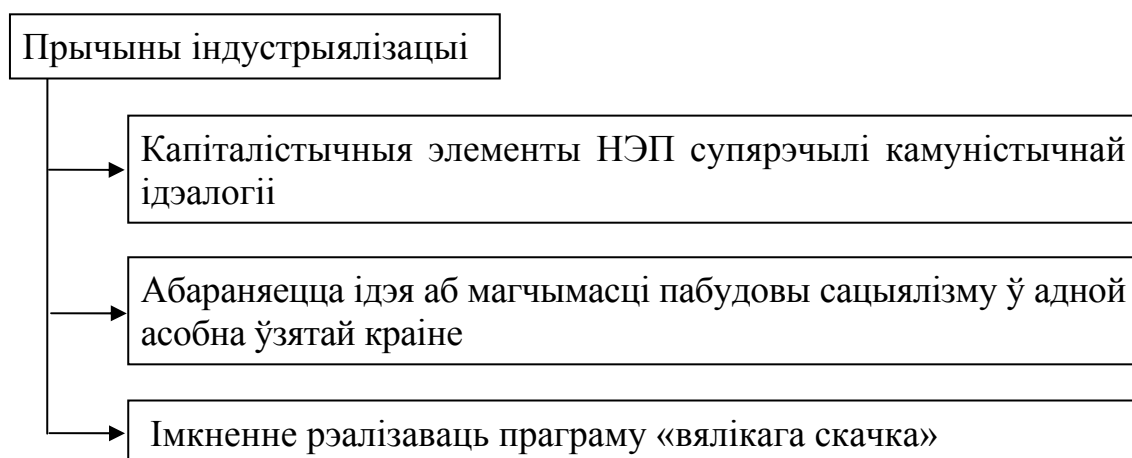 Прычыны індустрыялізацыі
Капіталістычныя элементы НЭП супярэчылі камуністычнай
ідэалогіі
Абараняецца ідэя аб магчымасці пабудовы сацыялізму ў адной
асобна ўзятай краіне
Імкненне рэалізаваць праграму «вялікага скачка»